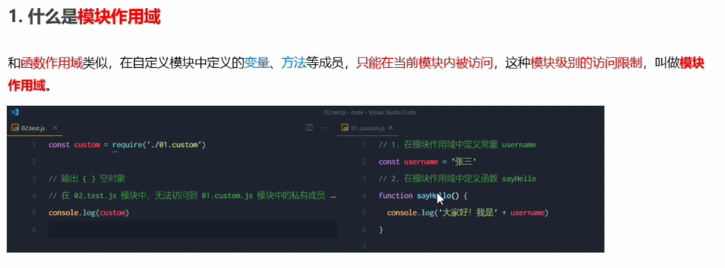 1. 什么是模块作用域
和函数作用域类似，在自定义模块中定义的变量、方法等成员，只能在当前模块内被访问，这种模块级别的访问限制，叫做模块
作用域。
02.test.js - code - Visual Studio Code
02.test.js ×
1 const custom = require('./01.custom')
2
3 // 输出 { } 空对象
4 // 在 02.test.js 模块中，无法访问到 01.custom.js 模块中的私有成员
5 console.log(custom)
6
01.custom.js ×
1 // 1. 在模块作用域中定义常量 username
2 const username = '张三'
3 // 2. 在模块作用域中定义函数 sayHello
4 function sayHello() {
5 console.log('大家好！我是' + username)
6 }
7